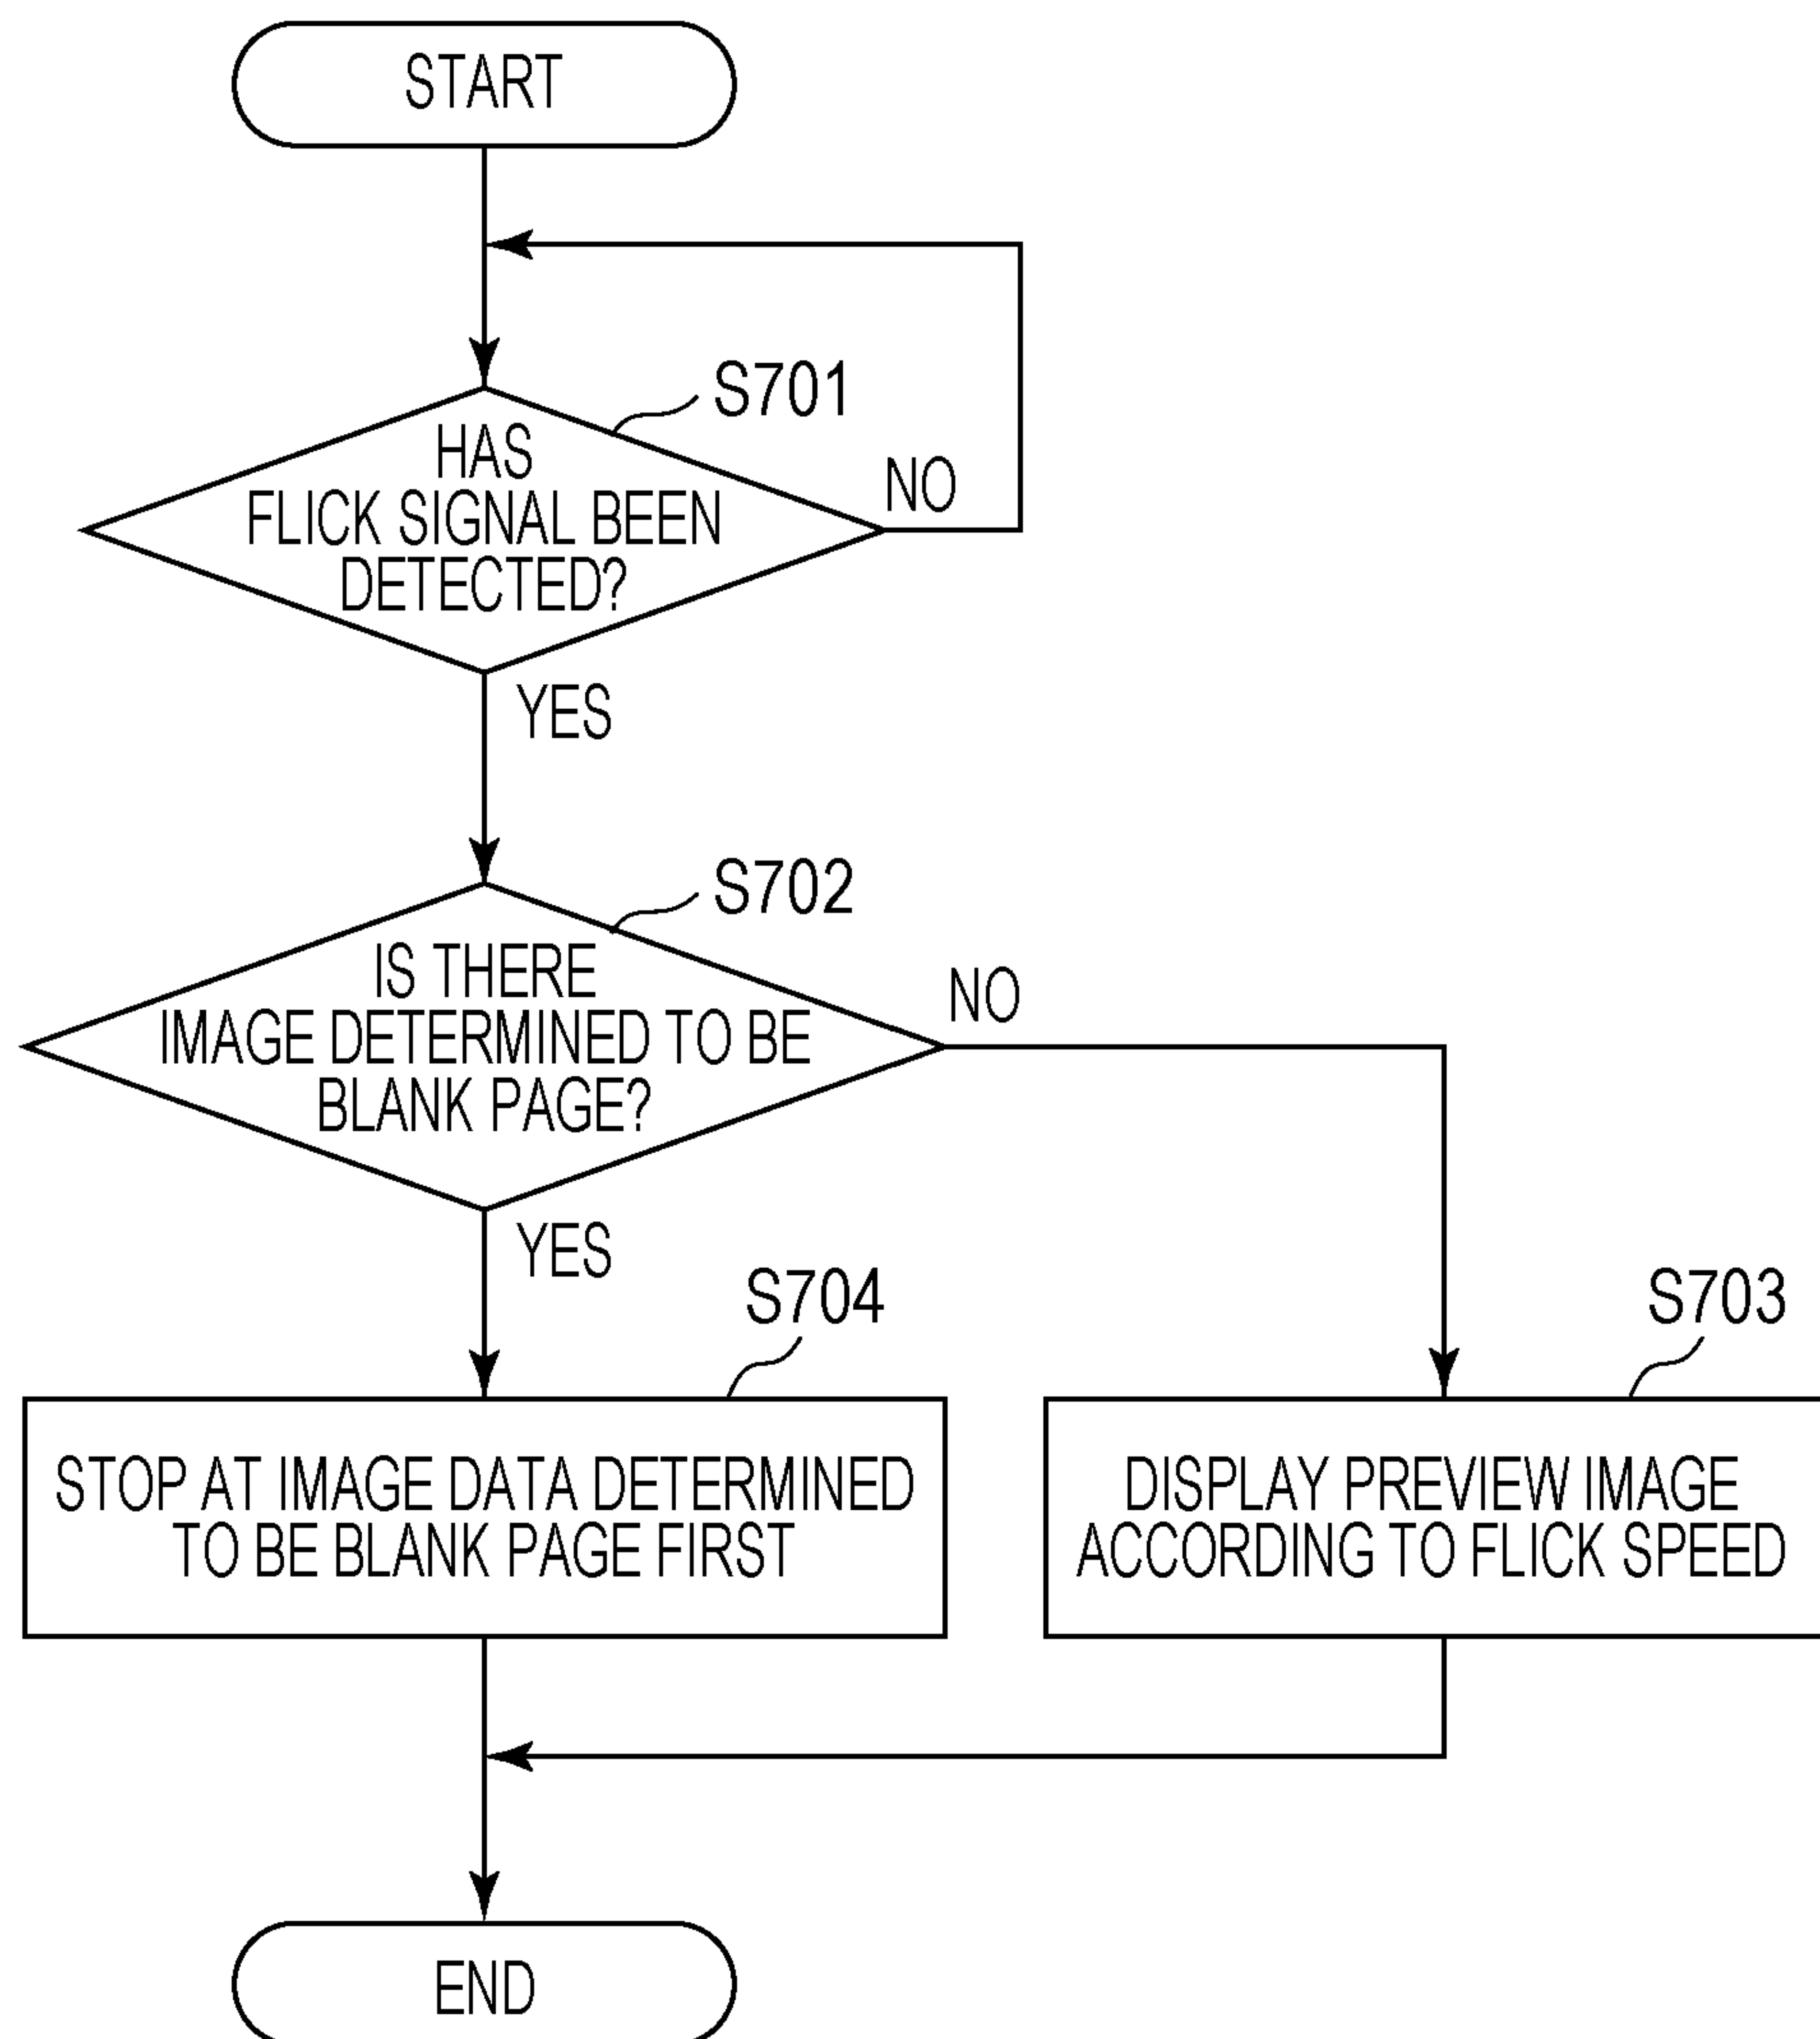 START
S701
HAS
FLICK SIGNAL BEEN
DETECTED?
NO
YES
S702
IS THERE
IMAGE DETERMINED TO BE
BLANK PAGE?
NO
YES
S704
STOP AT IMAGE DATA DETERMINED
TO BE BLANK PAGE FIRST
S703
DISPLAY PREVIEW IMAGE
ACCORDING TO FLICK SPEED
END